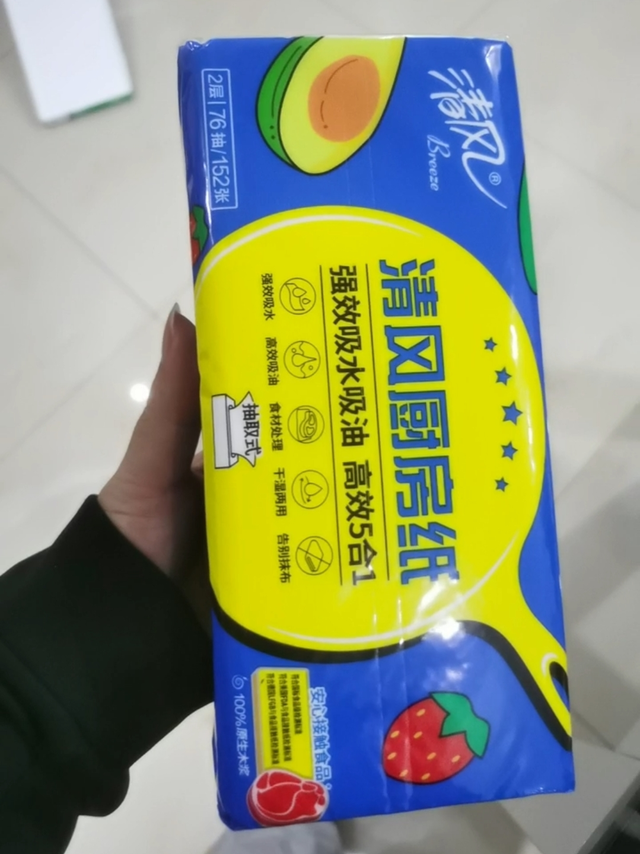 清风®
Breeze
2层|76抽/152张
清风厨房纸
强效吸水吸油 高效5合1
强效吸水
高效吸油
食材处理
干湿两用
告别抹布
抽取式
安心接触食品
100%原生木浆